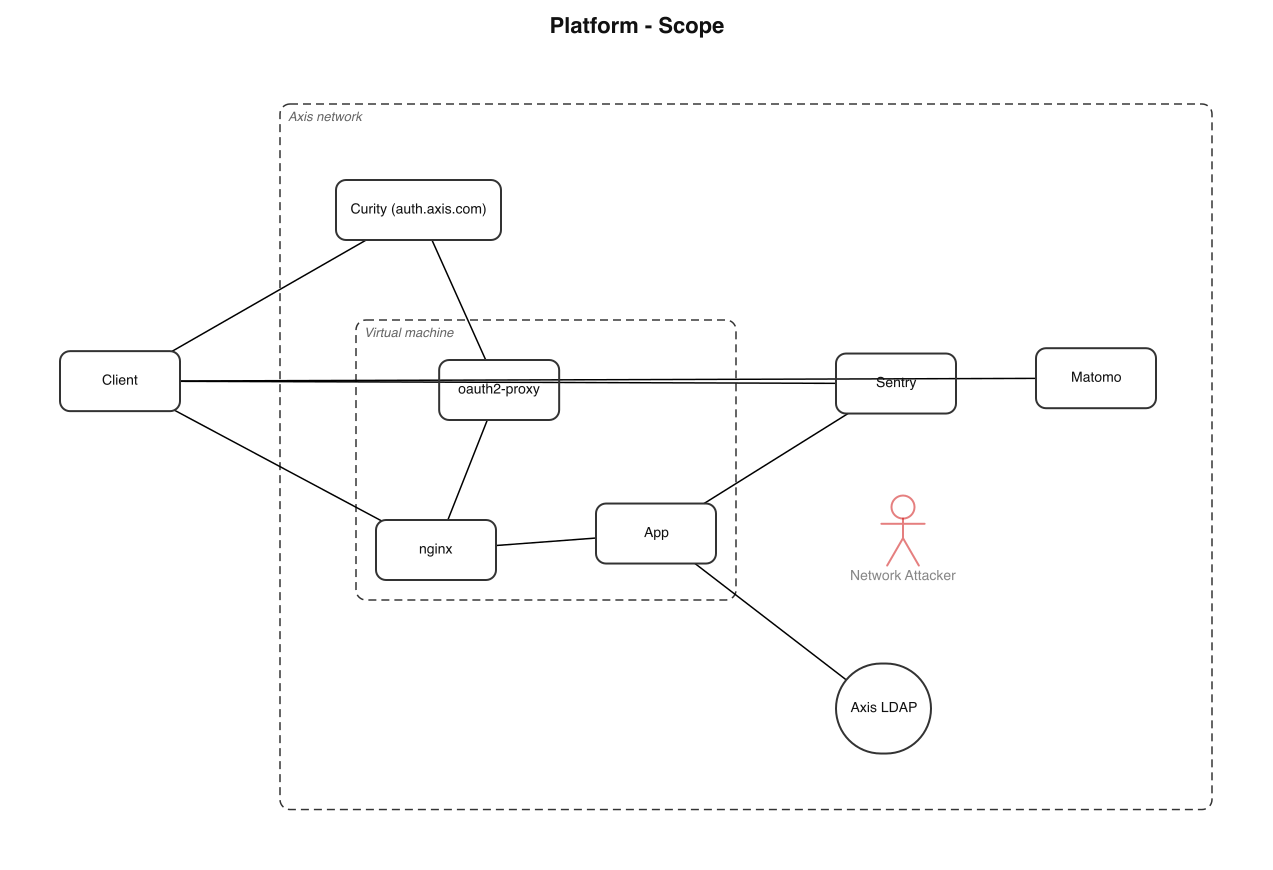 Platform - Scope
Axis network
Curity (auth.axis.com)
Virtual machine
Client
oauth2-proxy
Sentry
Matomo
nginx
App
Network Attacker
Axis LDAP